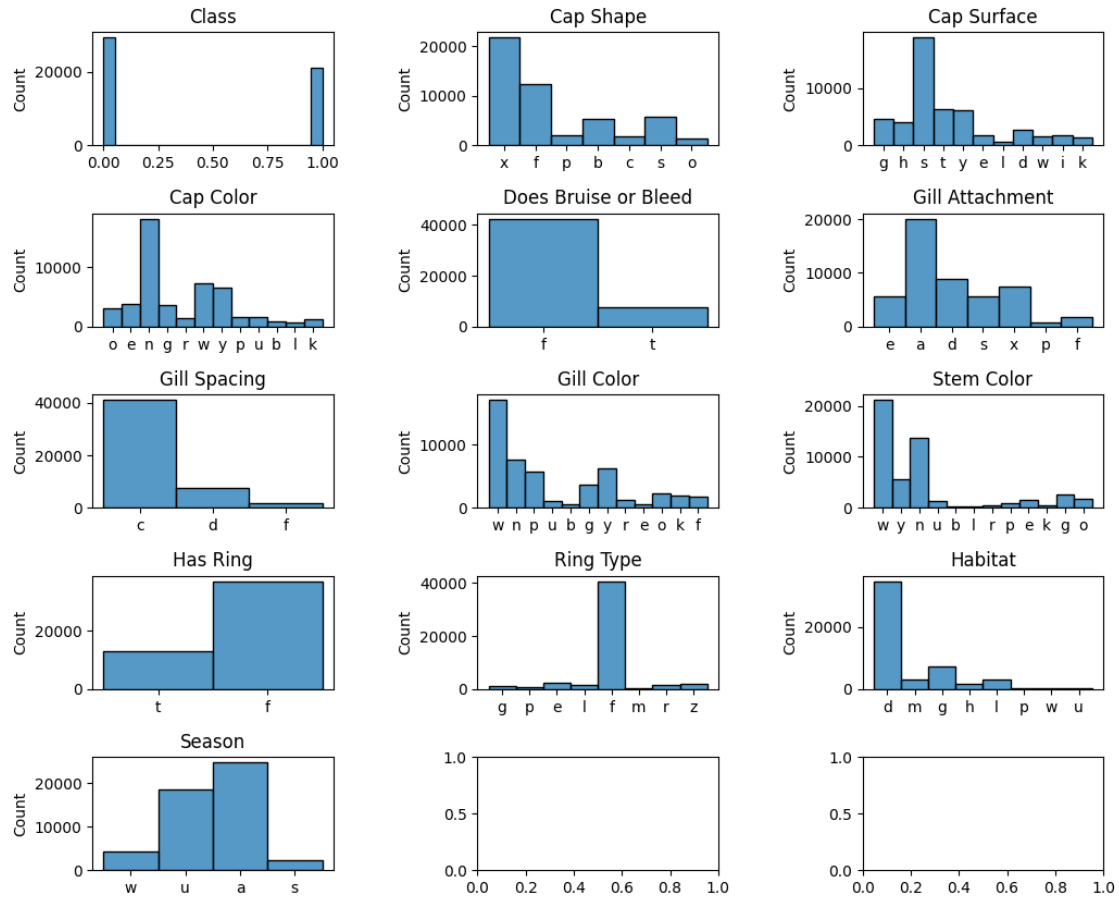 Class
Cap Shape
Cap Surface
Count
20000
0
0.00 0.25 0.50 0.75 1.00
Count
20000
10000
0
x f p b c s o
Count
10000
0
g h s t y e l d w i k
Cap Color
Does Bruise or Bleed
Gill Attachment
Count
10000
0
o e n g r w y p u b l k
Count
40000
20000
0
f t
Count
20000
10000
0
e a d s x p f
Gill Spacing
Gill Color
Stem Color
Count
40000
20000
0
c d f
Count
10000
0
w n p u b g y r e o k f
Count
20000
10000
0
w y n u b l r p e k g o
Has Ring
Ring Type
Habitat
Count
20000
0
t f
Count
40000
20000
0
g p e l f m r z
Count
20000
0
d m g h l p w u
Season
Count
20000
10000
0
w u a s
1.0
0.5
0.0
0.0 0.2 0.4 0.6 0.8 1.0
1.0
0.5
0.0
0.0 0.2 0.4 0.6 0.8 1.0